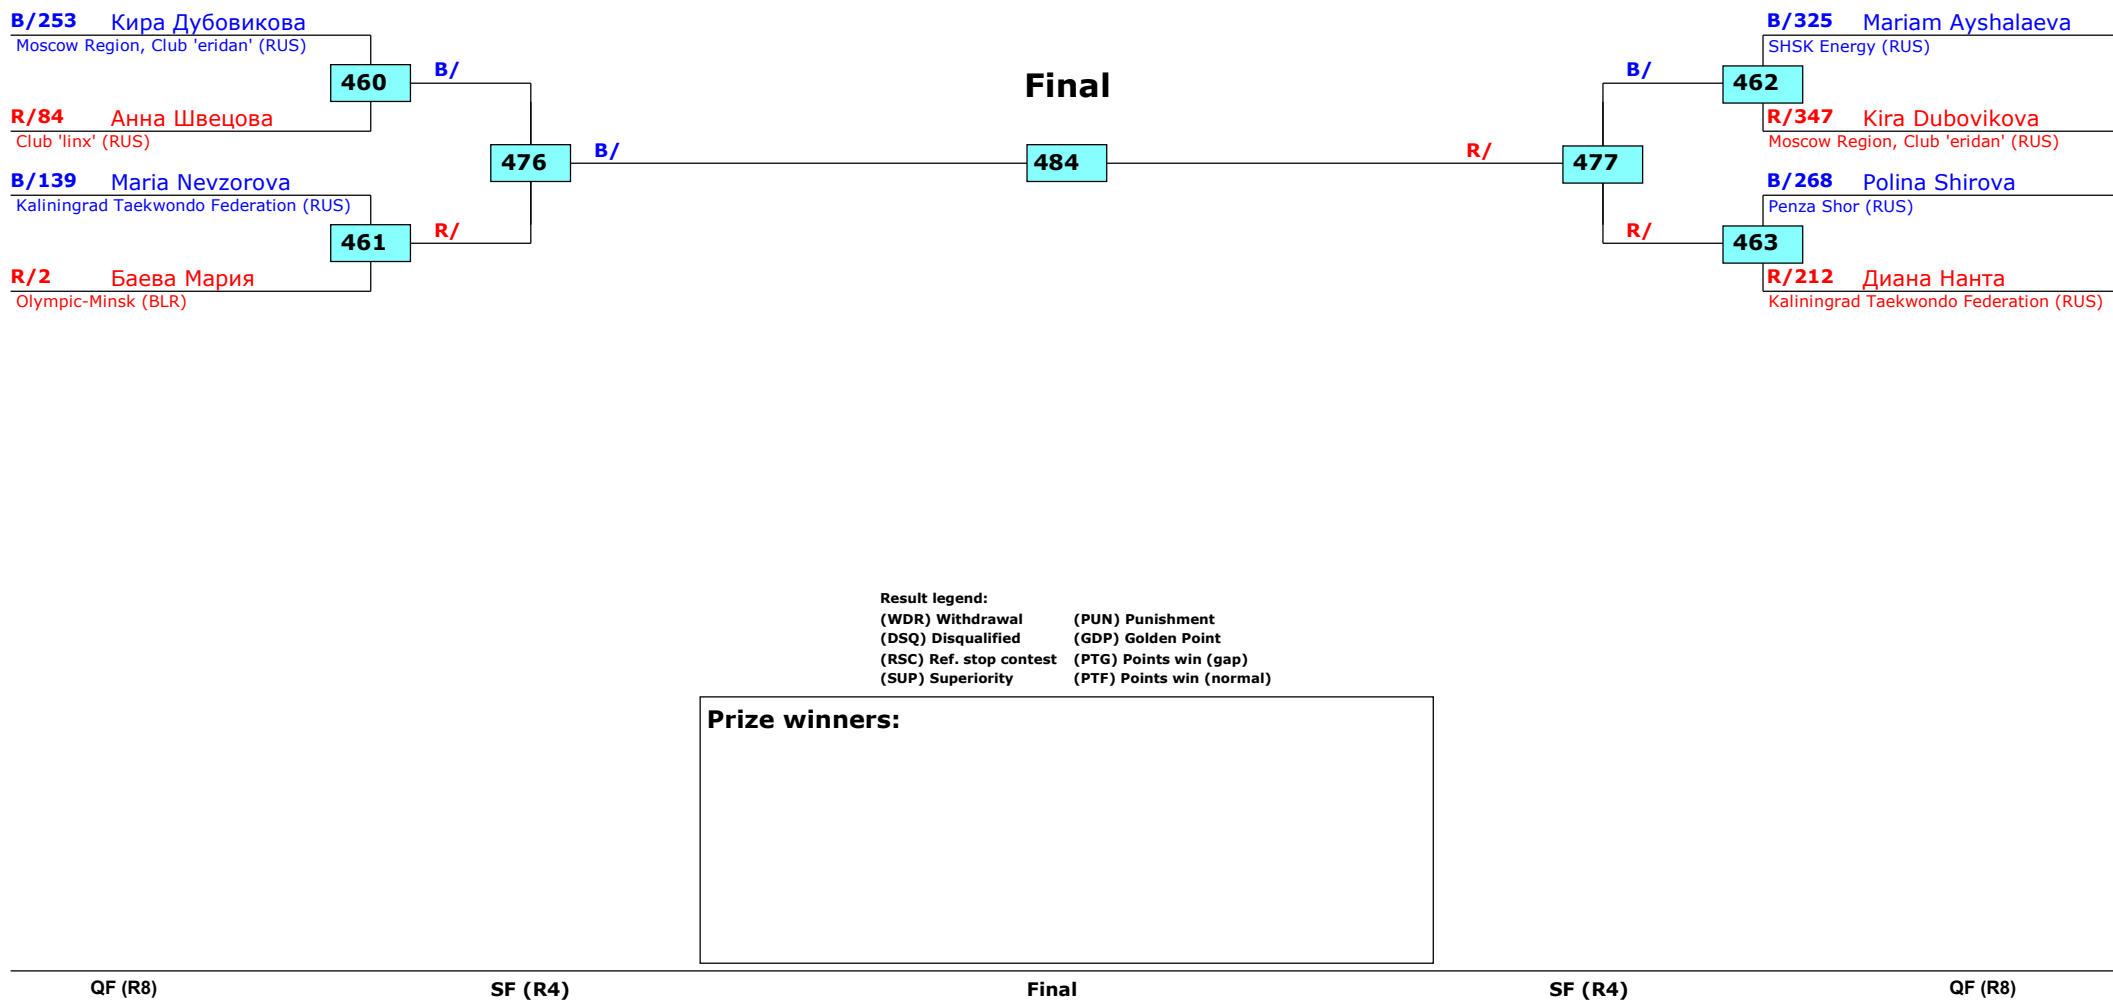 B/253 Кира Дубовикова
Moscow Region, Club 'eridan' (RUS)
460
B/
R/84 Анна Швецова
Club 'linx' (RUS)
476
B/
B/139 Maria Nevzorova
Kaliningrad Taekwondo Federation (RUS)
461
R/
R/2 Баева Мария
Olympic-Minsk (BLR)
Final
484
B/325 Mariam Ayshalaeva
SHSK Energy (RUS)
B/
462
R/347 Kira Dubovikova
Moscow Region, Club 'eridan' (RUS)
R/
477
B/268 Polina Shirova
Penza Shor (RUS)
R/
463
R/212 Диана Нанта
Kaliningrad Taekwondo Federation (RUS)
Result legend:
(WDR) Withdrawal (PUN) Punishment
(DSQ) Disqualified (GDP) Golden Point
(RSC) Ref. stop contest (PTG) Points win (gap)
(SUP) Superiority (PTF) Points win (normal)
Prize winners:
QF (R8) SF (R4) Final SF (R4) QF (R8)